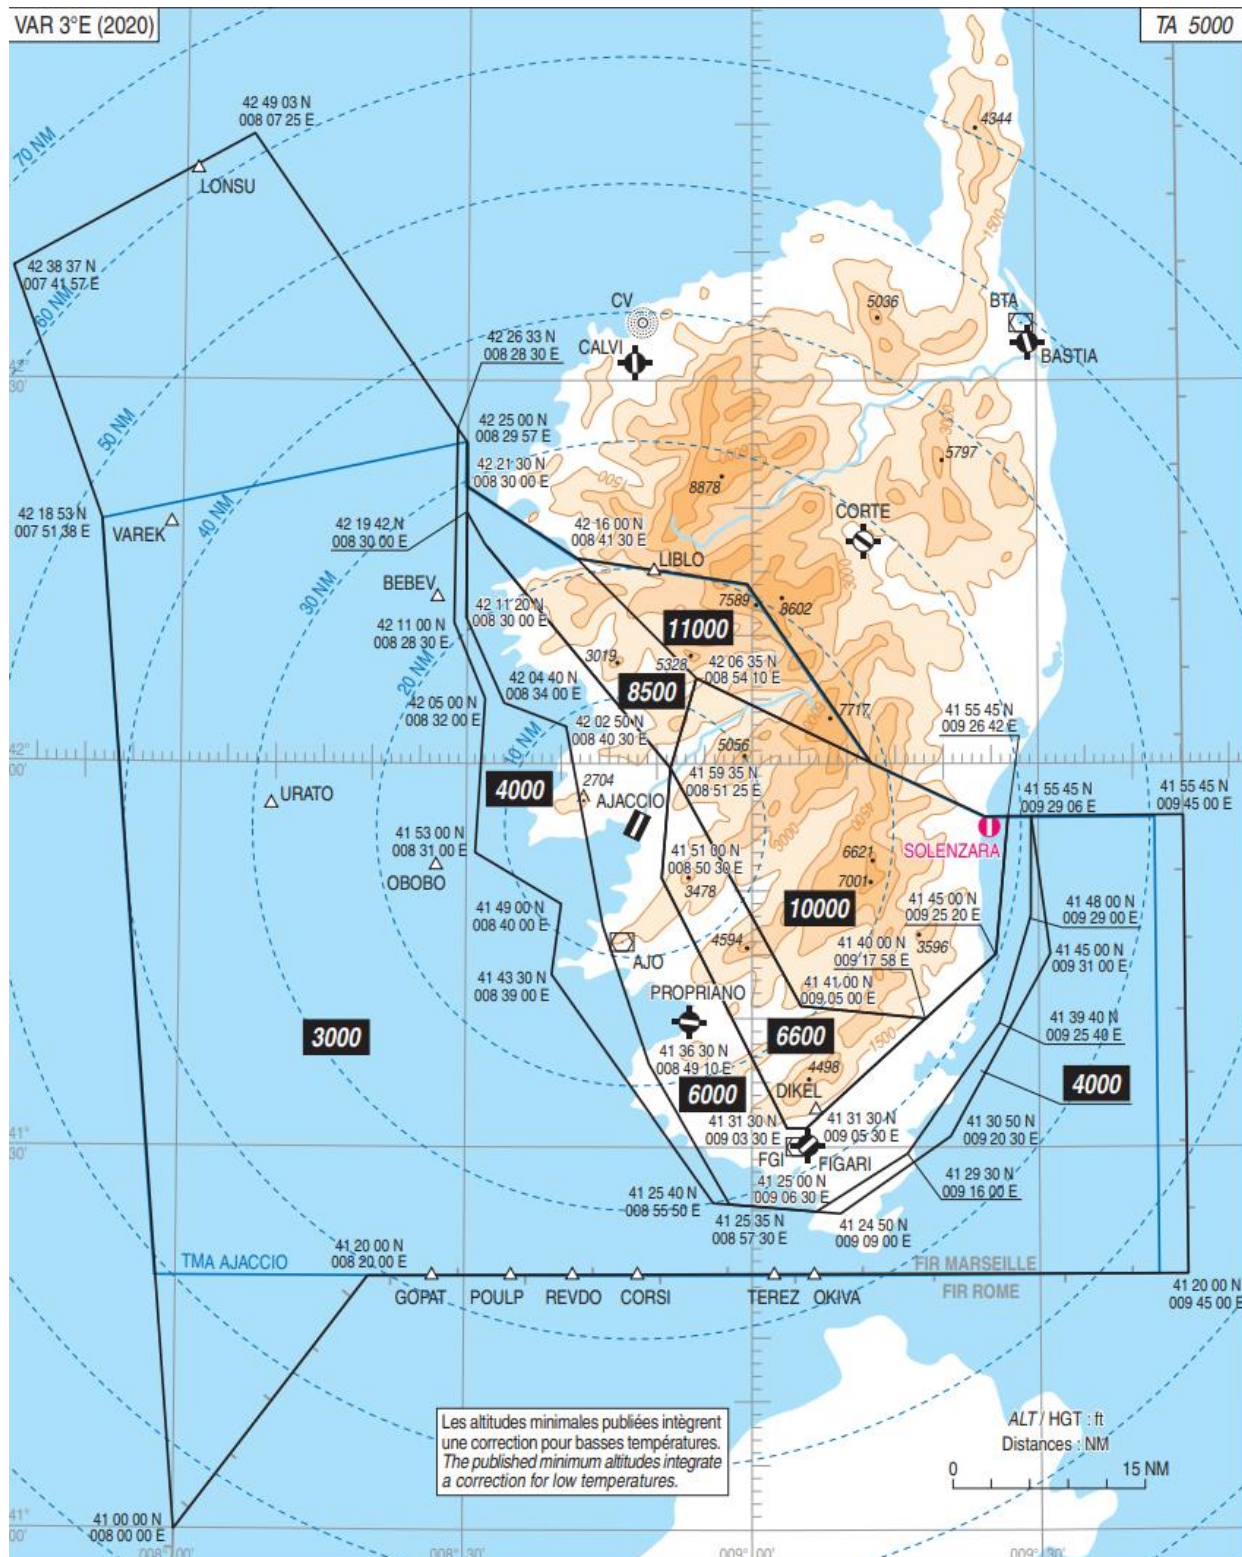 VAR 3°E (2020)
TA 5000
42 49 03 N
008 07 25 E
4344
70 NM
LONSU
1500
42 38 37 N
007 41 57 E
60 NM
CV
5036
BTA
42 26 33 N
008 28 30 E
CALVI
BASTIA
30'
50 NM
42 25 00 N
008 29 57 E
3000
5797
42 21 30 N
008 30 00 E
1500
6000
8878
42 18 53 N
007 51 38 E
VAREK
40 NM
42 19 42 N
008 30 00 E
42 16 00 N
008 41 30 E
CORTE
LIBLO
3000
30 NM
BEBEV
42 11 20 N
008 30 00 E
7589
8602
42 11 00 N
008 28 30 E
11000
3019
5328
42 06 35 N
008 54 10 E
20 NM
42 04 40 N
008 34 00 E
8500
42 05 00 N
008 32 00 E
42 02 50 N
008 40 30 E
6000
7717
41 55 45 N
009 26 42 E
10 NM
5056
00'
4000
2704
41 59 35 N
008 51 25 E
41 55 45 N
009 29 06 E
41 55 45 N
009 45 00 E
URATO
AJACCIO
4500
3000
SOLENZARA
41 53 00 N
008 31 00 E
41 51 00 N
008 50 30 E
6621
OBOBO
3478
7001
10000
41 45 00 N
009 25 20 E
41 48 00 N
009 29 00 E
41 49 00 N
008 40 00 E
4594
41 40 00 N
009 17 58 E
3596
AJO
41 45 00 N
009 31 00 E
41 43 30 N
008 39 00 E
PROPRIANO
41 41 00 N
009 05 00 E
3000
6600
1500
41 39 40 N
009 25 40 E
41 36 30 N
008 49 10 E
4498
4000
6000
DIKEL
41 31 30 N
009 03 30 E
41 31 30 N
009 05 30 E
41 30 50 N
009 20 30 E
41°
30'
FGI
FIGARI
41 29 30 N
009 16 00 E
41 25 40 N
008 55 50 E
41 25 00 N
009 06 30 E
41 25 35 N
008 57 30 E
41 24 50 N
009 09 00 E
TMA AJACCIO
41 20 00 N
008 20 00 E
FIR MARSEILLE
FIR ROME
GOPAT
POULP
REVDO
CORSI
TEREZ
OKIVA
41 20 00 N
009 45 00 E
Les altitudes minimales publiées intègrent
une correction pour basses températures.
The published minimum altitudes integrate
a correction for low temperatures.
ALT / HGT : ft
Distances : NM
0
15 NM
41 00 00 N
008 00 00 E
41°
00'
008° 00'
008° 30'
009° 00'
009° 30'